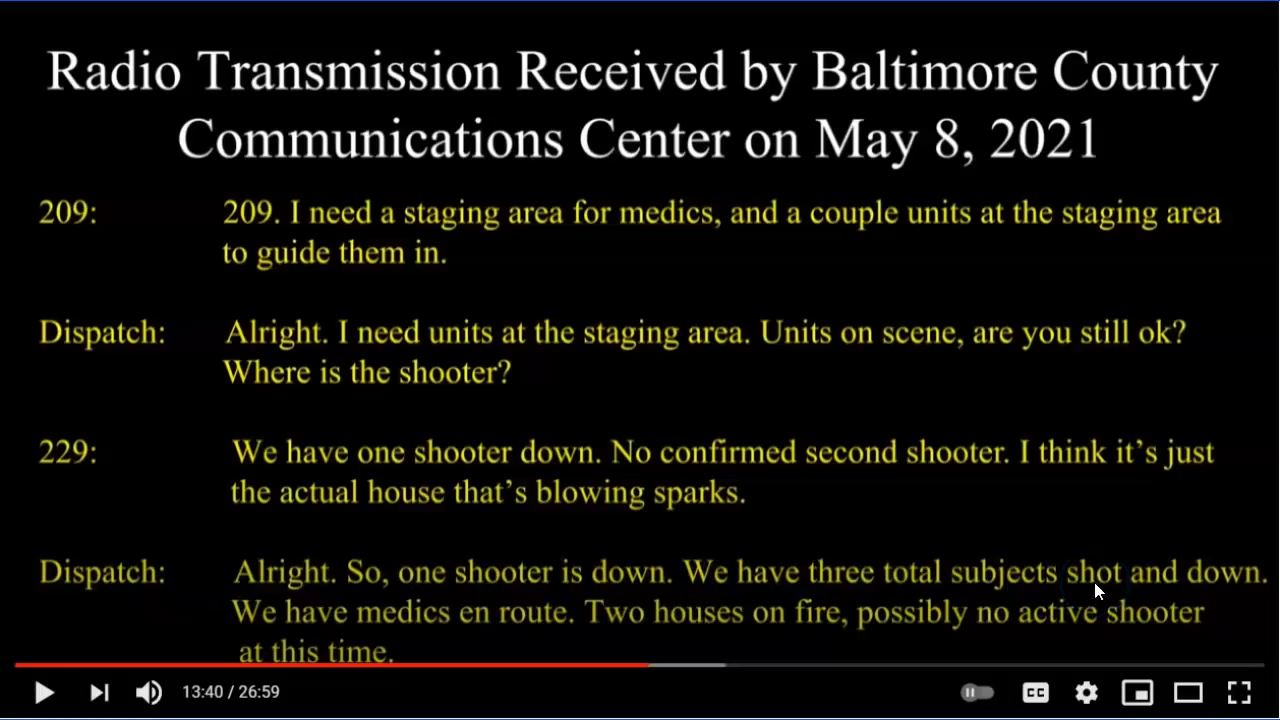 Radio Transmission Received by Baltimore County
Communications Center on May 8, 2021
209: 209. I need a staging area for medics, and a couple units at the staging area
to guide them in.
Dispatch: Alright. I need units at the staging area. Units on scene, are you still ok?
Where is the shooter?
229: We have one shooter down. No confirmed second shooter. I think it’s just
the actual house that’s blowing sparks.
Dispatch: Alright. So, one shooter is down. We have three total subjects shot and down.
We have medics en route. Two houses on fire, possibly no active shooter
at this time.
13:40 / 26:59
CC